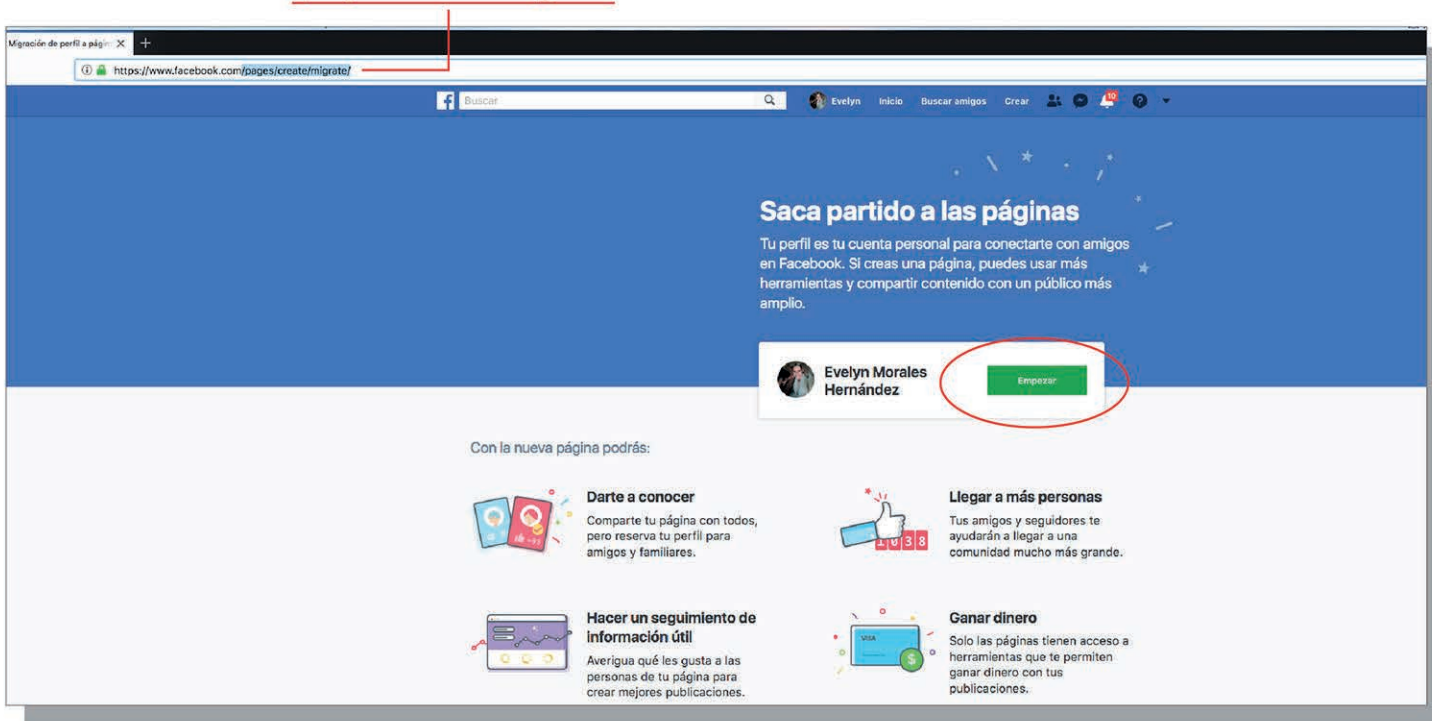 Migración de perfil a págin
https://www.facebook.com/pages/create/migrate/
Buscar
Evelyn Inicio Buscar amigos Crear 10
Saca partido a las páginas
Tu perfil es tu cuenta personal para conectarte con amigos
en Facebook. Si creas una página, puedes usar más
herramientas y compartir contenido con un público más
amplio.
Evelyn Morales
Hernández
Empezar
Con la nueva página podrás:
Darte a conocer
Comparte tu página con todos,
pero reserva tu perfil para
amigos y familiares.
Llegar a más personas
Tus amigos y seguidores te
ayudarán a llegar a una
comunidad mucho más grande.
1038
Hacer un seguimiento de
información útil
Averigua qué les gusta a las
personas de tu página para
crear mejores publicaciones.
VISA
Ganar dinero
Solo las páginas tienen acceso a
herramientas que te permiten
ganar dinero con tus
publicaciones.